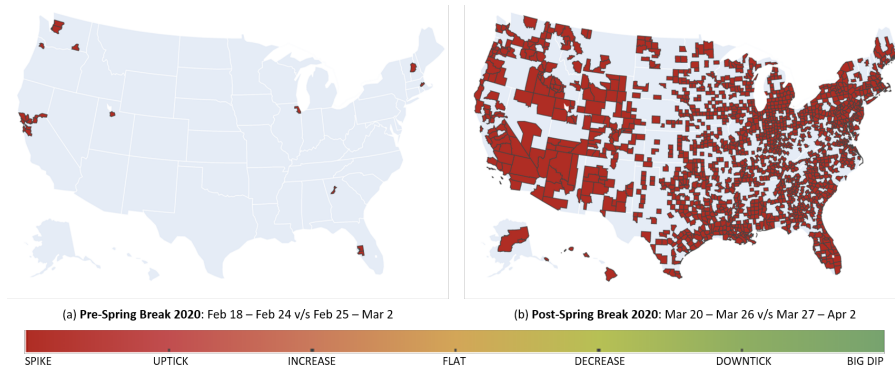 (a) Pre-Spring Break 2020: Feb 18 – Feb 24 v/s Feb 25 – Mar 2
(b) Post-Spring Break 2020: Mar 20 – Mar 26 v/s Mar 27 – Apr 2
SPIKE UPTICK INCREASE FLAT DECREASE DOWNTICK BIG DIP